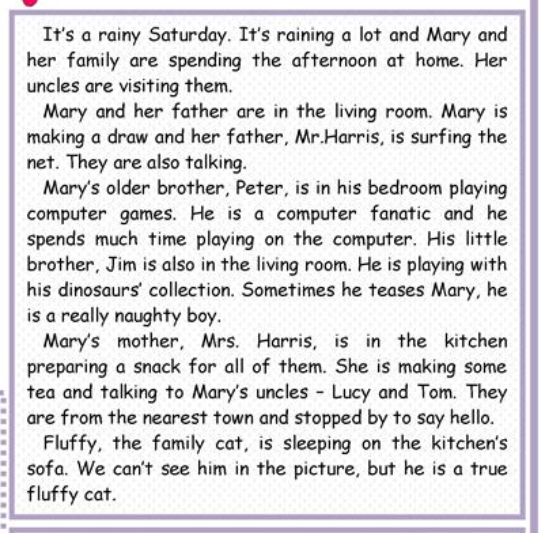 It's a rainy Saturday. It's raining a lot and Mary and
her family are spending the afternoon at home. Her
uncles are visiting them.
Mary and her father are in the living room. Mary is
making a draw and her father, Mr.Harris, is surfing the
net. They are also talking.
Mary's older brother, Peter, is in his bedroom playing
computer games. He is a computer fanatic and he
spends much time playing on the computer. His little
brother, Jim is also in the living room. He is playing with
his dinosaurs' collection. Sometimes he teases Mary, he
is a really naughty boy.
Mary's mother, Mrs. Harris, is in the kitchen
preparing a snack for all of them. She is making some
tea and talking to Mary's uncles - Lucy and Tom. They
are from the nearest town and stopped by to say hello.
Fluffy, the family cat, is sleeping on the kitchen's
sofa. We can't see him in the picture, but he is a true
fluffy cat.